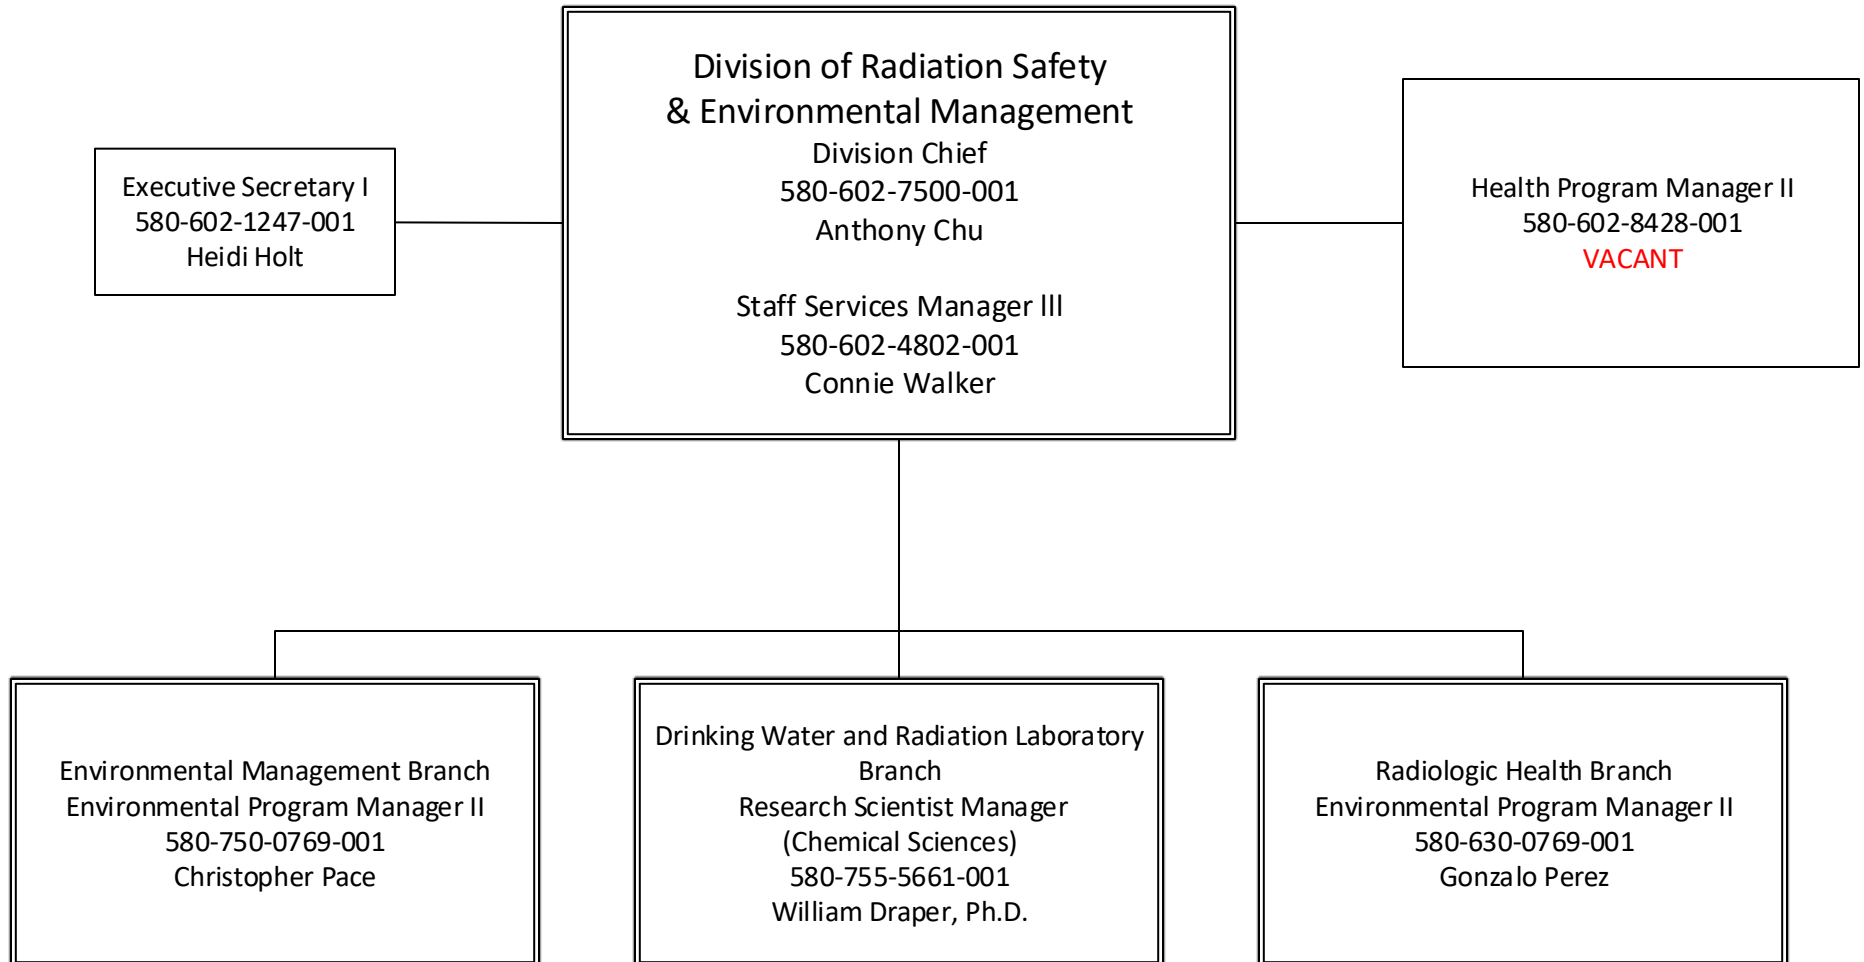 Division of Radiation Safety
& Environmental Management
Division Chief
580-602-7500-001
Anthony Chu
Staff Services Manager lll
580-602-4802-001
Connie Walker
Executive Secretary I
580-602-1247-001
Heidi Holt
Health Program Manager II
580-602-8428-001
VACANT
Environmental Management Branch
Environmental Program Manager II
580-750-0769-001
Christopher Pace
Drinking Water and Radiation Laboratory
Branch
Research Scientist Manager
(Chemical Sciences)
580-755-5661-001
William Draper, Ph.D.
Radiologic Health Branch
Environmental Program Manager II
580-630-0769-001
Gonzalo Perez